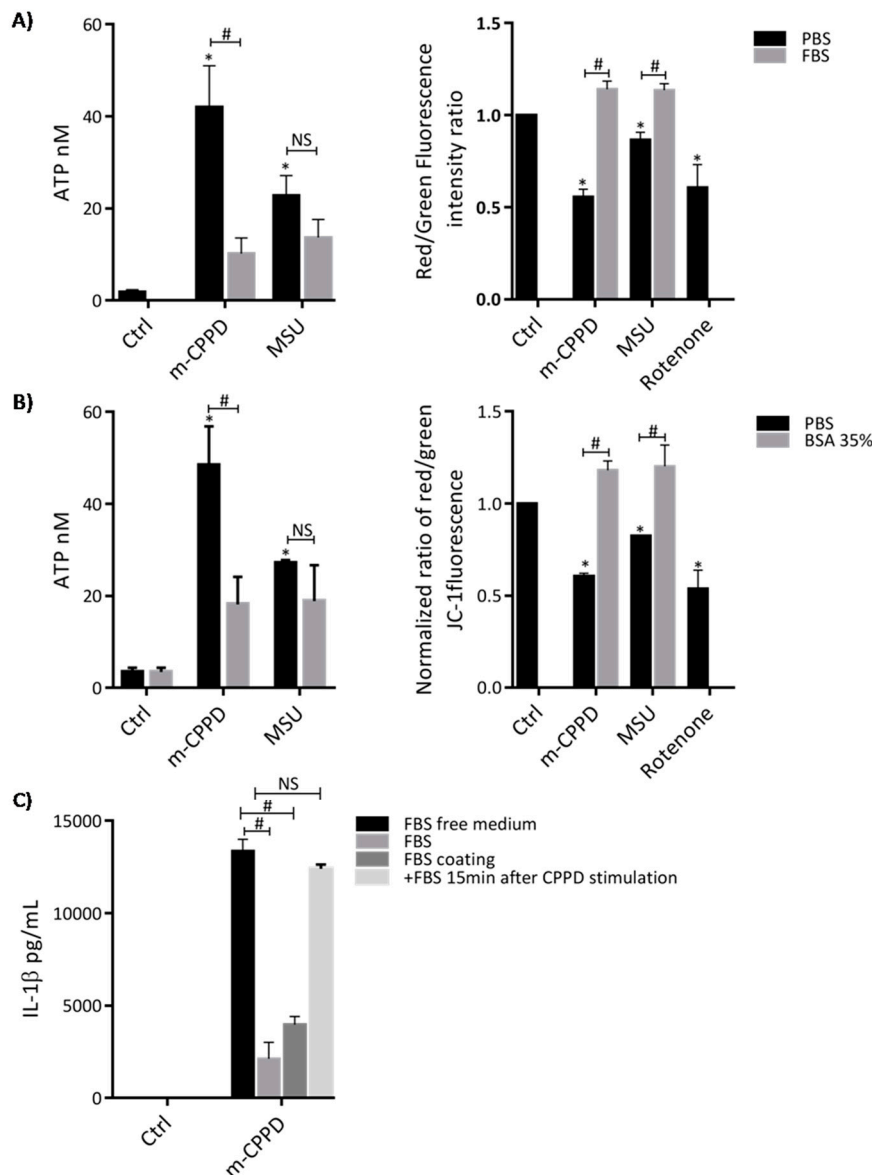 A)
60
40
20
0
ATP nM
*
#
*
NS
Ctrl
m-CPPD
MSU
1.5
1.0
0.5
0.0
Red/Green Fluorescence
intensity ratio
*
#
*
#
*
Ctrl
m-CPPD
MSU
Rotenone
PBS
FBS
B)
60
40
20
0
ATP nM
*
#
*
NS
Ctrl
m-CPPD
MSU
1.5
1.0
0.5
0.0
Normalized ratio of red/green
JC-1fluorescence
*
#
*
#
*
Ctrl
m-CPPD
MSU
Rotenone
PBS
BSA 35%
C)
15000
10000
5000
0
IL-1β pg/mL
NS
#
#
Ctrl
m-CPPD
FBS free medium
FBS
FBS coating
+FBS 15min after CPPD stimulation